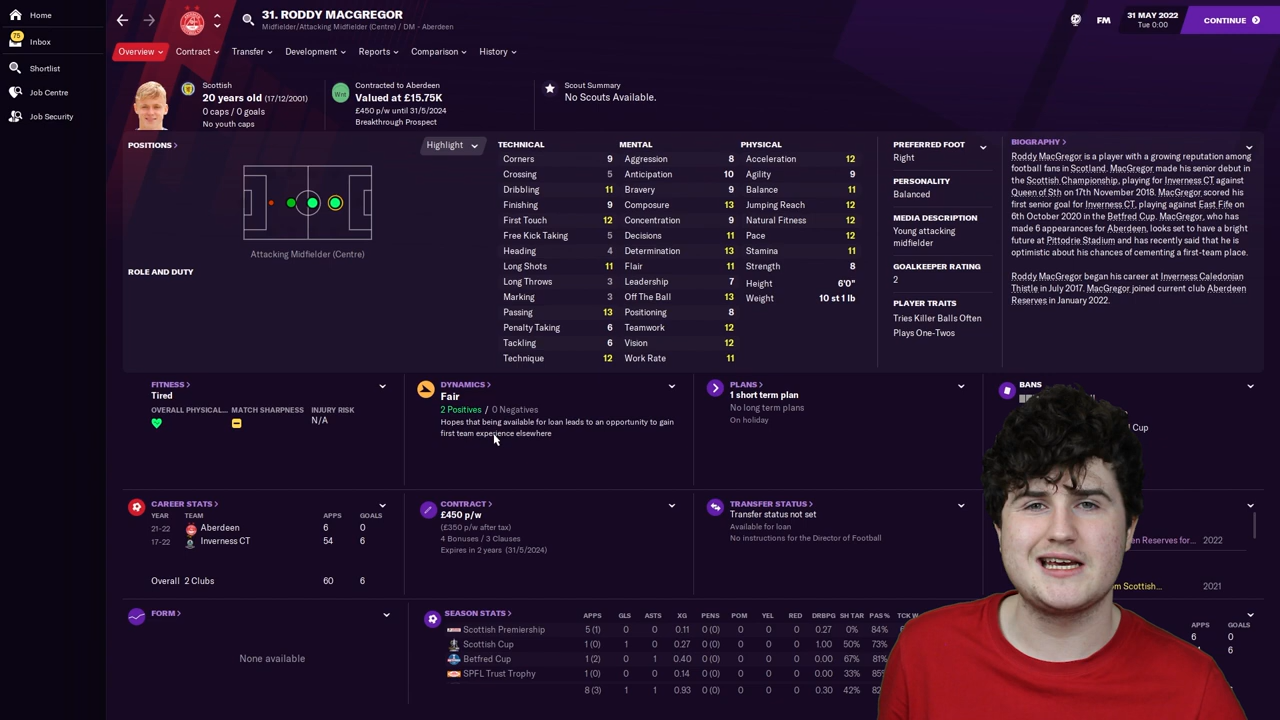 Home
75
Inbox
Shortlist
Job Centre
Job Security
31. RODDY MACGREGOR
Midfielder/Attacking Midfielder (Centre) / DM - Aberdeen
FM
31 MAY 2022
Tue 0:00
CONTINUE
Overview
Contract
Transfer
Development
Reports
Comparison
History
Scottish
20 years old (17/12/2001)
0 caps / 0 goals
No youth caps
Wnt
Contracted to Aberdeen
Valued at £15.75K
£450 p/w until 31/5/2024
Breakthrough Prospect
Scout Summary
No Scouts Available.
POSITIONS
Highlight
Attacking Midfielder (Centre)
ROLE AND DUTY
TECHNICAL
Corners 9
Crossing 5
Dribbling 11
Finishing 9
First Touch 12
Free Kick Taking 5
Heading 4
Long Shots 11
Long Throws 3
Marking 3
Passing 13
Penalty Taking 6
Tackling 6
Technique 12
MENTAL
Aggression 8
Anticipation 10
Bravery 9
Composure 13
Concentration 9
Decisions 11
Determination 13
Flair 11
Leadership 7
Off The Ball 13
Positioning 8
Teamwork 12
Vision 12
Work Rate 11
PHYSICAL
Acceleration 12
Agility 9
Balance 11
Jumping Reach 12
Natural Fitness 12
Pace 12
Stamina 11
Strength 8
Height 6'0"
Weight 10 st 1 lb
PREFERRED FOOT
Right
PERSONALITY
Balanced
MEDIA DESCRIPTION
Young attacking
midfielder
GOALKEEPER RATING
2
PLAYER TRAITS
Tries Killer Balls Often
Plays One-Twos
BIOGRAPHY
Roddy MacGregor is a player with a growing reputation among
football fans in Scotland. MacGregor made his senior debut in
the Scottish Championship, playing for Inverness CT against
Queen of Sth on 17th November 2018. MacGregor scored his
first senior goal for Inverness CT, playing against East Fife on
6th October 2020 in the Betfred Cup. MacGregor, who has
made 6 appearances for Aberdeen, looks set to have a bright
future at Pittodrie Stadium and has recently said that he is
optimistic about his chances of cementing a first-team place.
Roddy MacGregor began his career at Inverness Caledonian
Thistle in July 2017. MacGregor joined current club Aberdeen
Reserves in January 2022.
FITNESS
Tired
OVERALL PHYSICAL... MATCH SHARPNESS INJURY RISK
N/A
DYNAMICS
Fair
2 Positives / 0 Negatives
Hopes that being available for loan leads to an opportunity to gain
first team experience elsewhere
PLANS
1 short term plan
No long term plans
On holiday
BANS
Cup
CAREER STATS
YEAR TEAM APPS GOALS
21-22 Aberdeen 6 0
17-22 Inverness CT 54 6
Overall 2 Clubs 60 6
CONTRACT
£450 p/w
(£350 p/w after tax)
4 Bonuses / 3 Clauses
Expires in 2 years (31/5/2024)
TRANSFER STATUS
Transfer status not set
Available for loan
No instructions for the Director of Football
en Reserves for... 2022
om Scottish... 2021
FORM
None available
SEASON STATS
APPS GLS ASTS XG PENS POM YEL RED DRBPG SH TAR PAS % TCK W
Scottish Premiership 5 (1) 0 0 0.11 0 (0) 0 0 0 0.27 0% 84%
Scottish Cup 1 (0) 1 0 0.27 0 (0) 0 0 0 1.00 50% 73%
Betfred Cup 1 (2) 0 1 0.40 0 (0) 0 0 0 0.00 67% 81%
SPFL Trust Trophy 1 (0) 0 0 0.14 0 (0) 0 0 0 0.00 33% 85%
8 (3) 1 1 0.93 0 (0) 0 0 0 0.30 42% 82
APPS GOALS
6 0
6